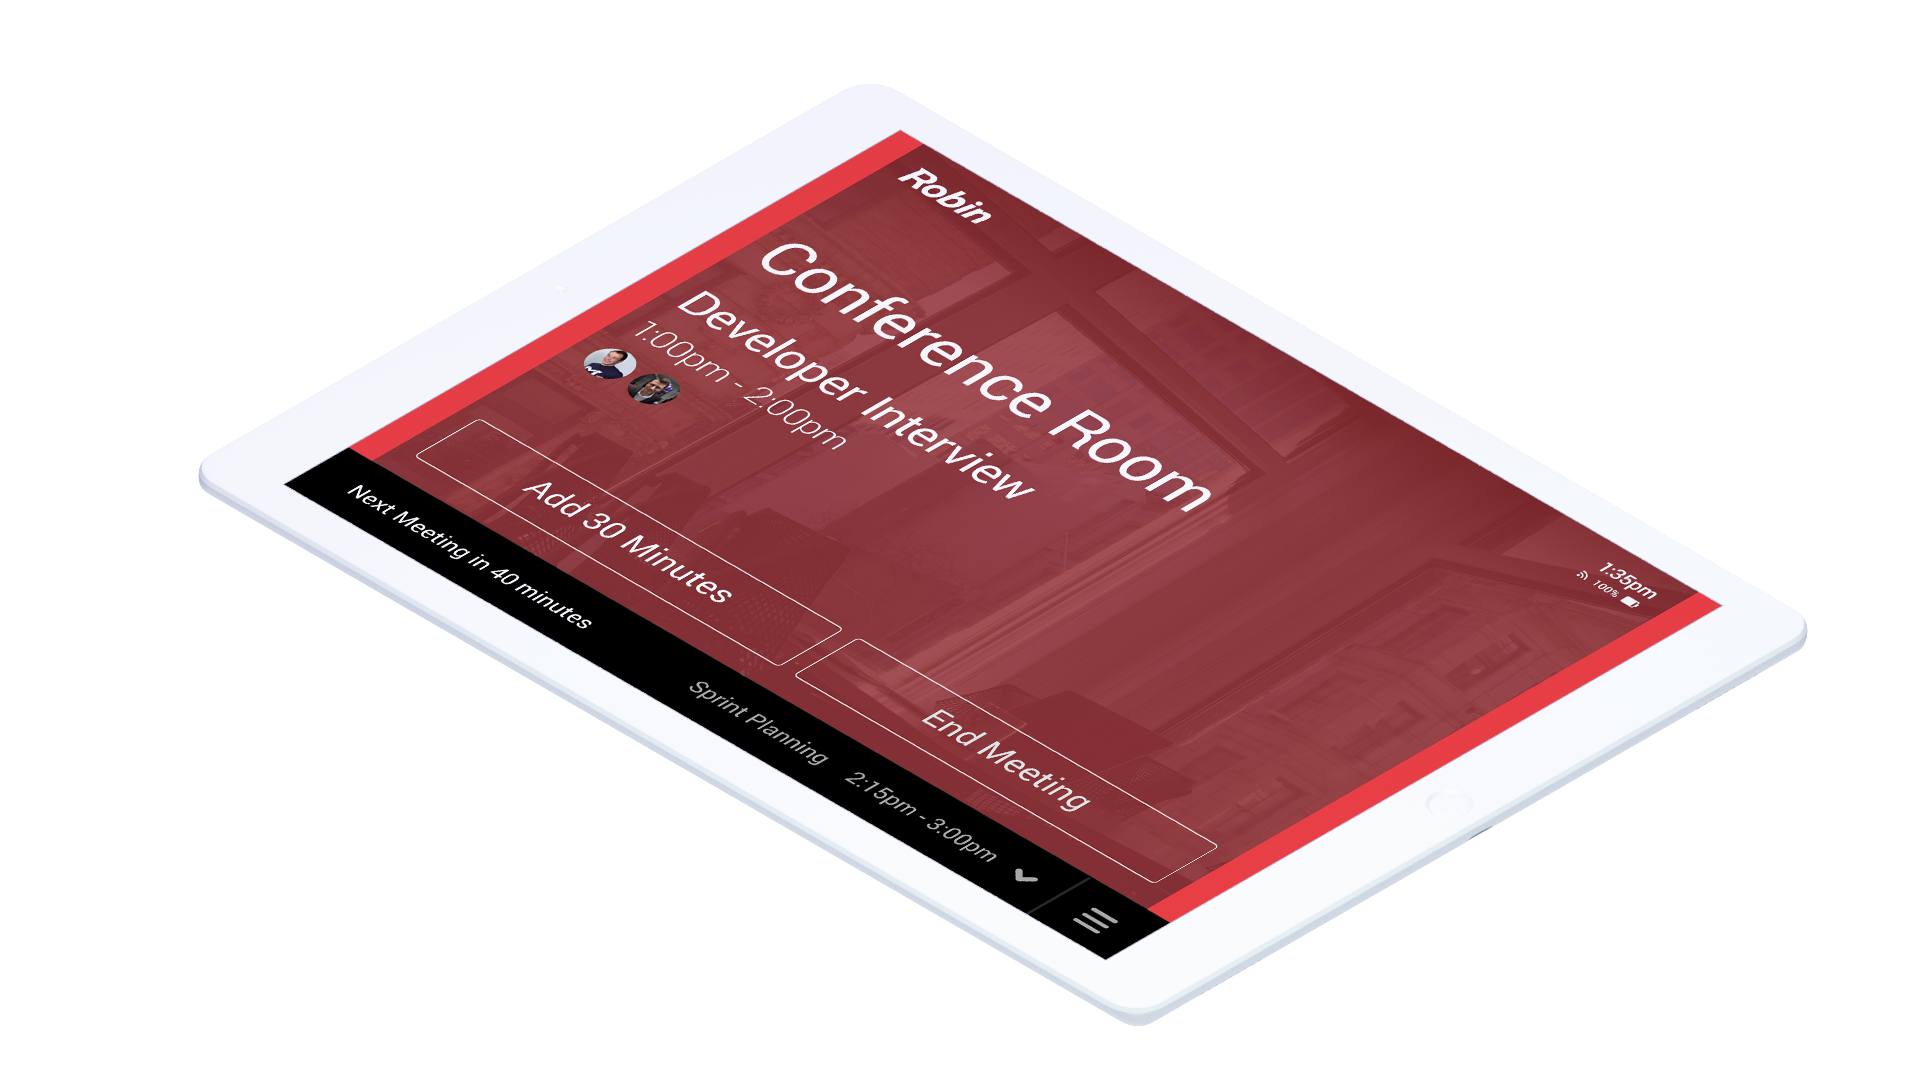 Robin
1:35pm
100%
Conference Room
Developer Interview
1:00pm - 2:00pm
Add 30 Minutes
End Meeting
Next Meeting in 40 minutes
Sprint Planning 2:15pm - 3:00pm